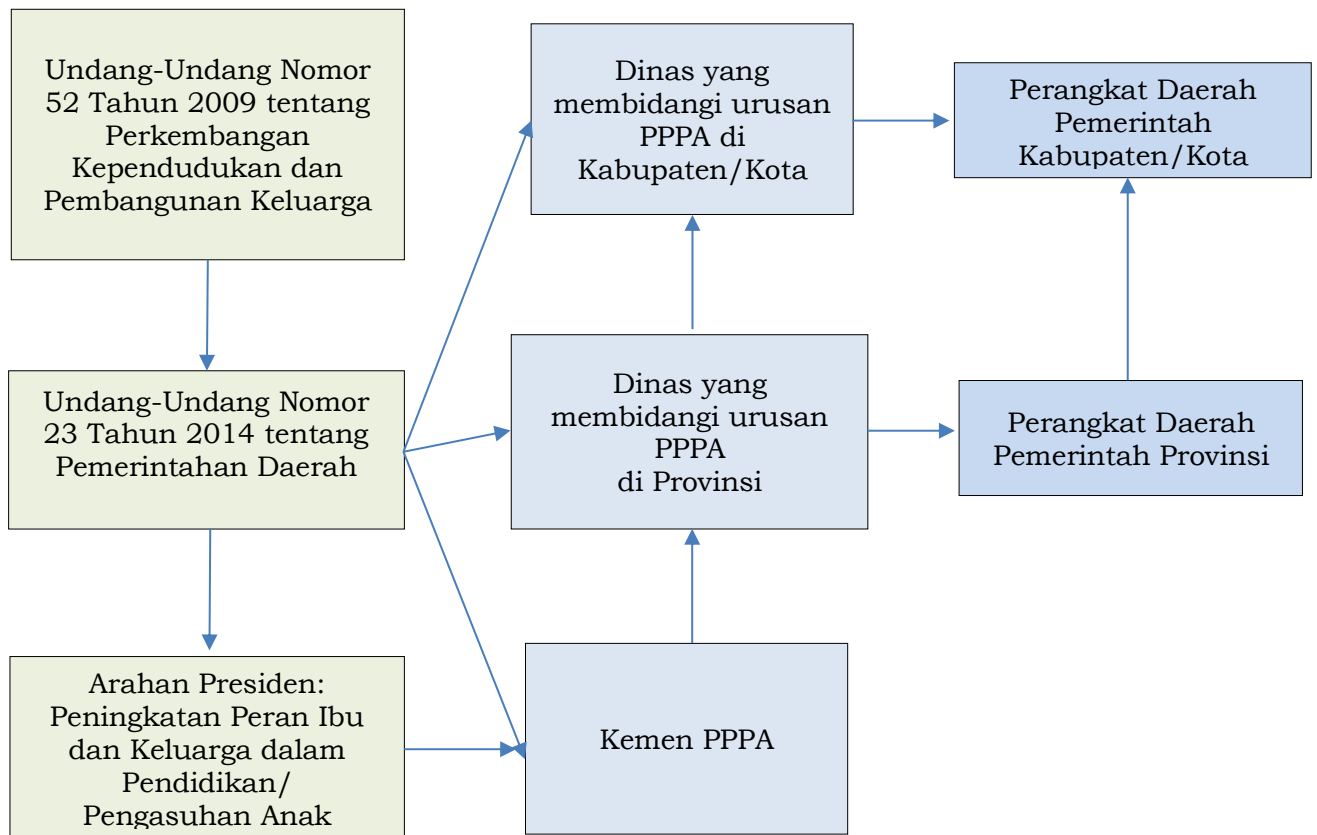 Undang-Undang Nomor
52 Tahun 2009 tentang
Perkembangan
Kependudukan dan
Pembangunan Keluarga
Dinas yang
membidangi urusan
PPPA di
Kabupaten/Kota
Perangkat Daerah
Pemerintah
Kabupaten/Kota
Undang-Undang Nomor
23 Tahun 2014 tentang
Pemerintahan Daerah
Dinas yang
membidangi urusan
PPPA
di Provinsi
Perangkat Daerah
Pemerintah Provinsi
Arahan Presiden:
Peningkatan Peran Ibu
dan Keluarga dalam
Pendidikan/
Pengasuhan Anak
Kemen PPPA